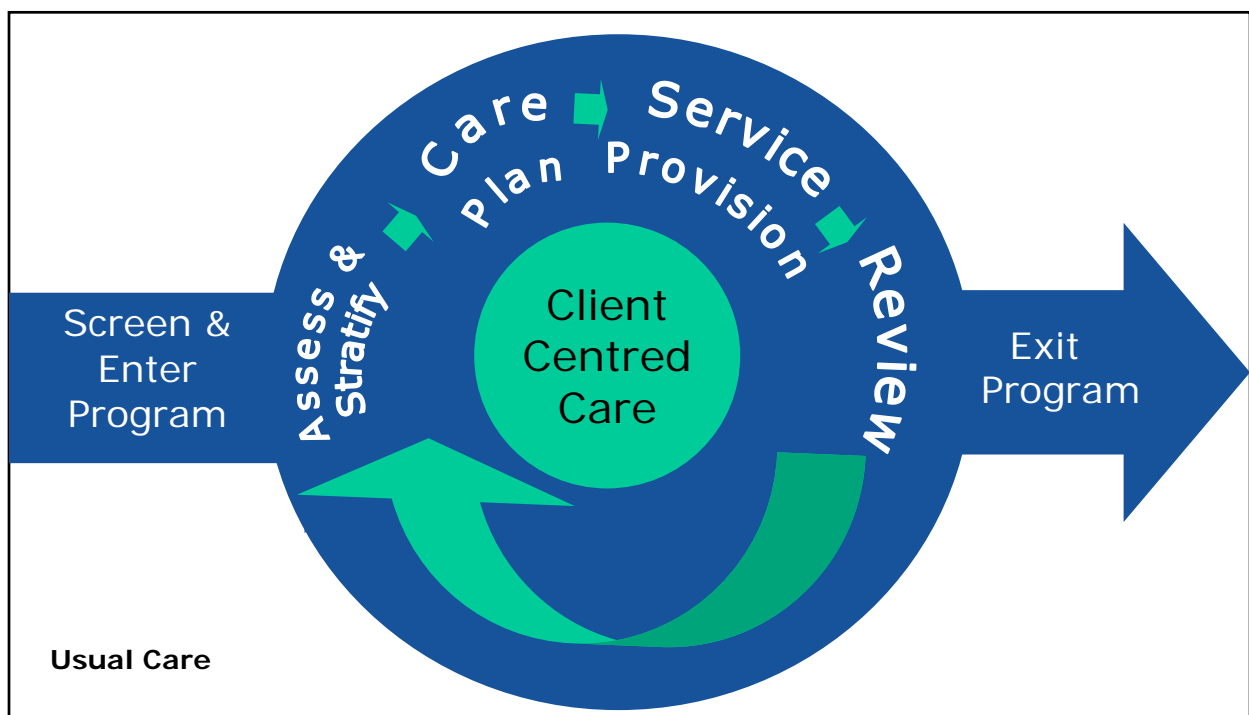 Screen &
Enter
Program
Assess &
Stratify
Care
Plan
Service
Provision
Review
Client
Centred
Care
Exit
Program
Usual Care